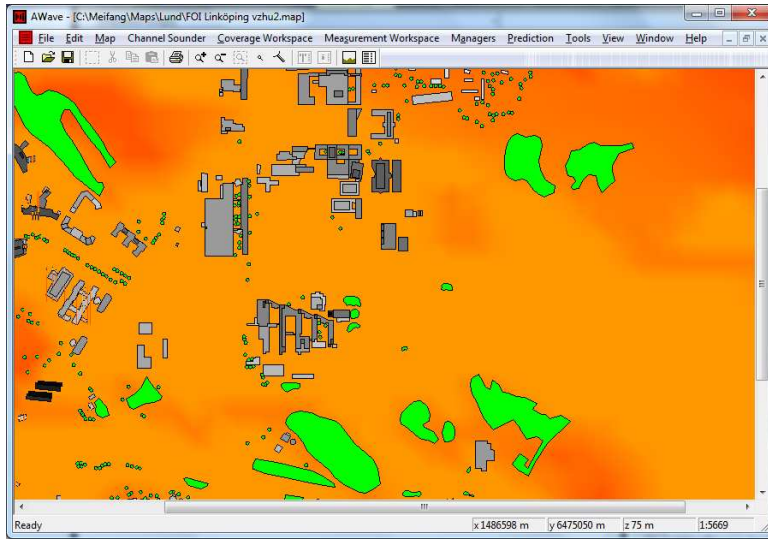 AWave - [C:\Meifang\Maps\Lund\FOI Linköping vzhu2.map]
File Edit Map Channel Sounder Coverage Workspace Measurement Workspace Managers Prediction Tools View Window Help
Ready x 1486598 m y 6475050 m z 75 m 1:5669